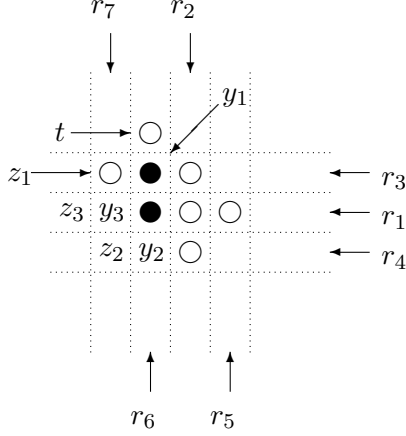 r₇ r₂
y₁
t
z₁ r₃
z₃ y₃ r₁
z₂ y₂ r₄
r₆ r₅